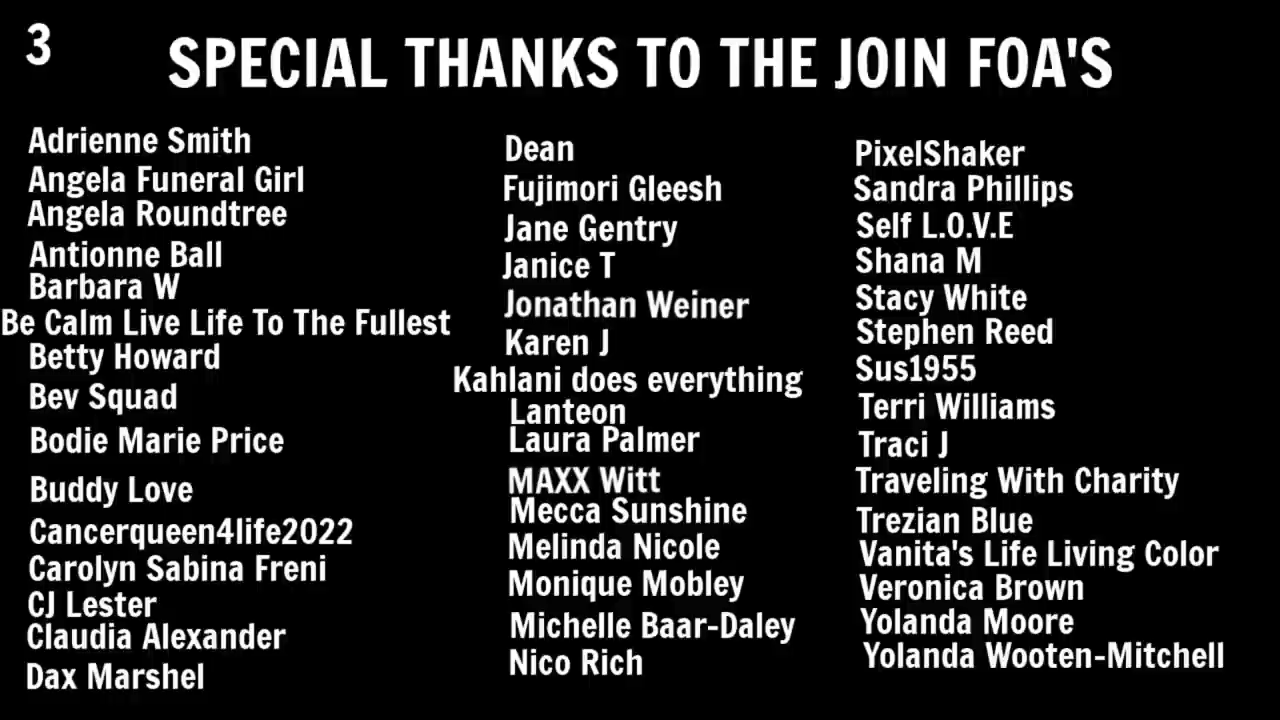 3
SPECIAL THANKS TO THE JOIN FOA'S
Adrienne Smith
Angela Funeral Girl
Angela Roundtree
Antionne Ball
Barbara W
Be Calm Live Life To The Fullest
Betty Howard
Bev Squad
Bodie Marie Price
Buddy Love
Cancerqueen4life2022
Carolyn Sabina Freni
CJ Lester
Claudia Alexander
Dax Marshel
Dean
Fujimori Gleesh
Jane Gentry
Janice T
Jonathan Weiner
Karen J
Kahlani does everything
Lanteon
Laura Palmer
MAXX Witt
Mecca Sunshine
Melinda Nicole
Monique Mobley
Michelle Baar-Daley
Nico Rich
PixelShaker
Sandra Phillips
Self L.O.V.E
Shana M
Stacy White
Stephen Reed
Sus1955
Terri Williams
Traci J
Traveling With Charity
Trezian Blue
Vanita's Life Living Color
Veronica Brown
Yolanda Moore
Yolanda Wooten-Mitchell